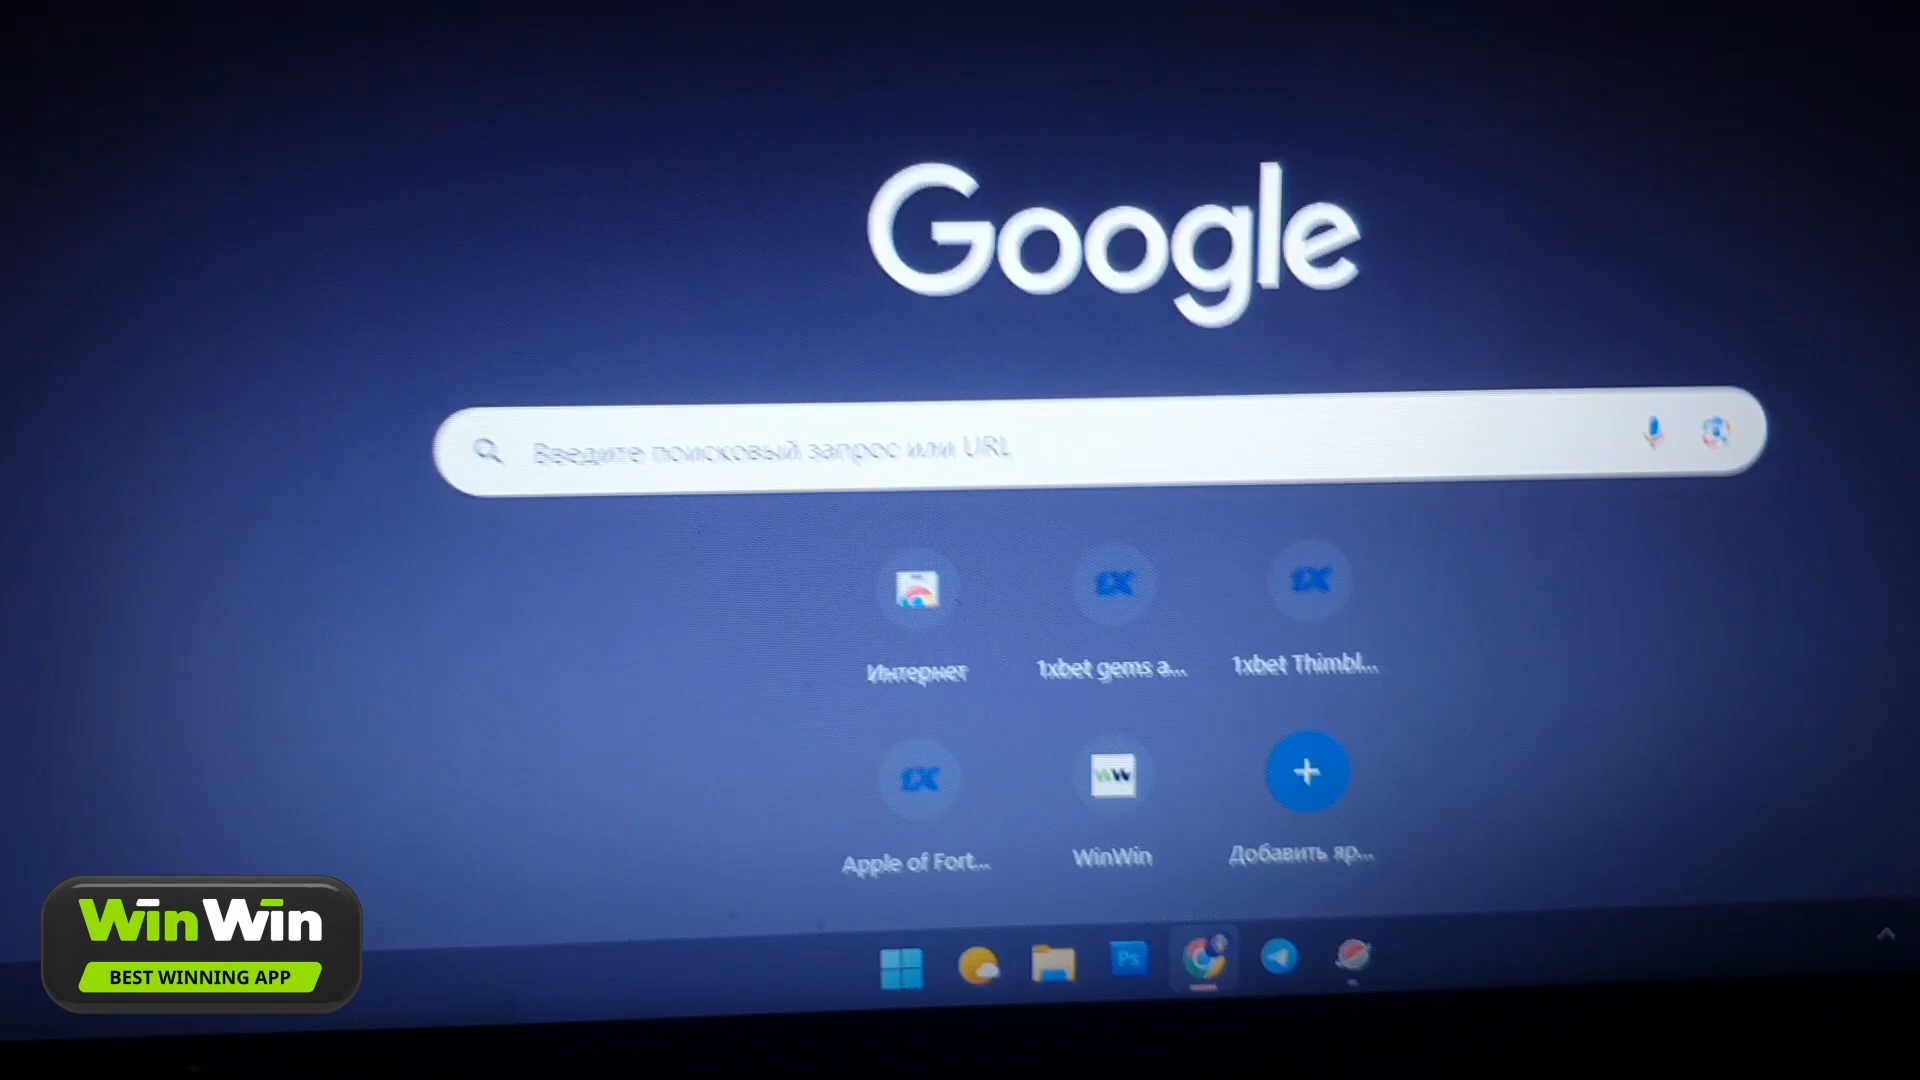 Google
Введите поисковый запрос или URL
Интернет
1xbet gems a...
1xbet Thimbl...
Apple of Fort...
WinWin
Добавить яр...
WinWin
BEST WINNING APP
Ps